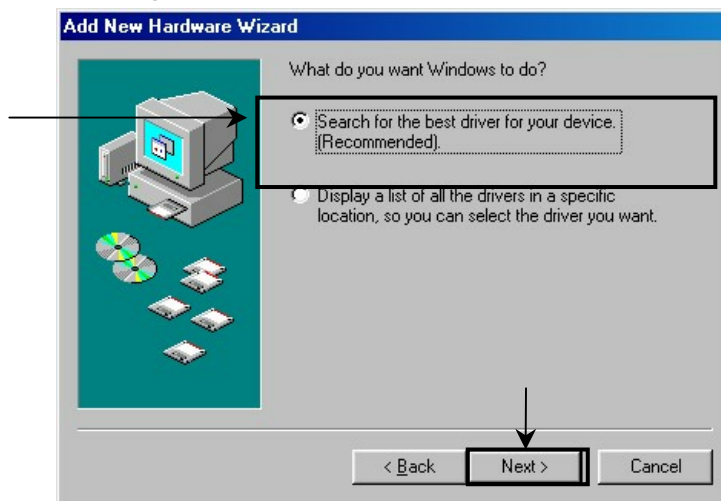 Add New Hardware Wizard
What do you want Windows to do?
Search for the best driver for your device.
(Recommended).
Display a list of all the drivers in a specific
location, so you can select the driver you want.
< Back
Next >
Cancel